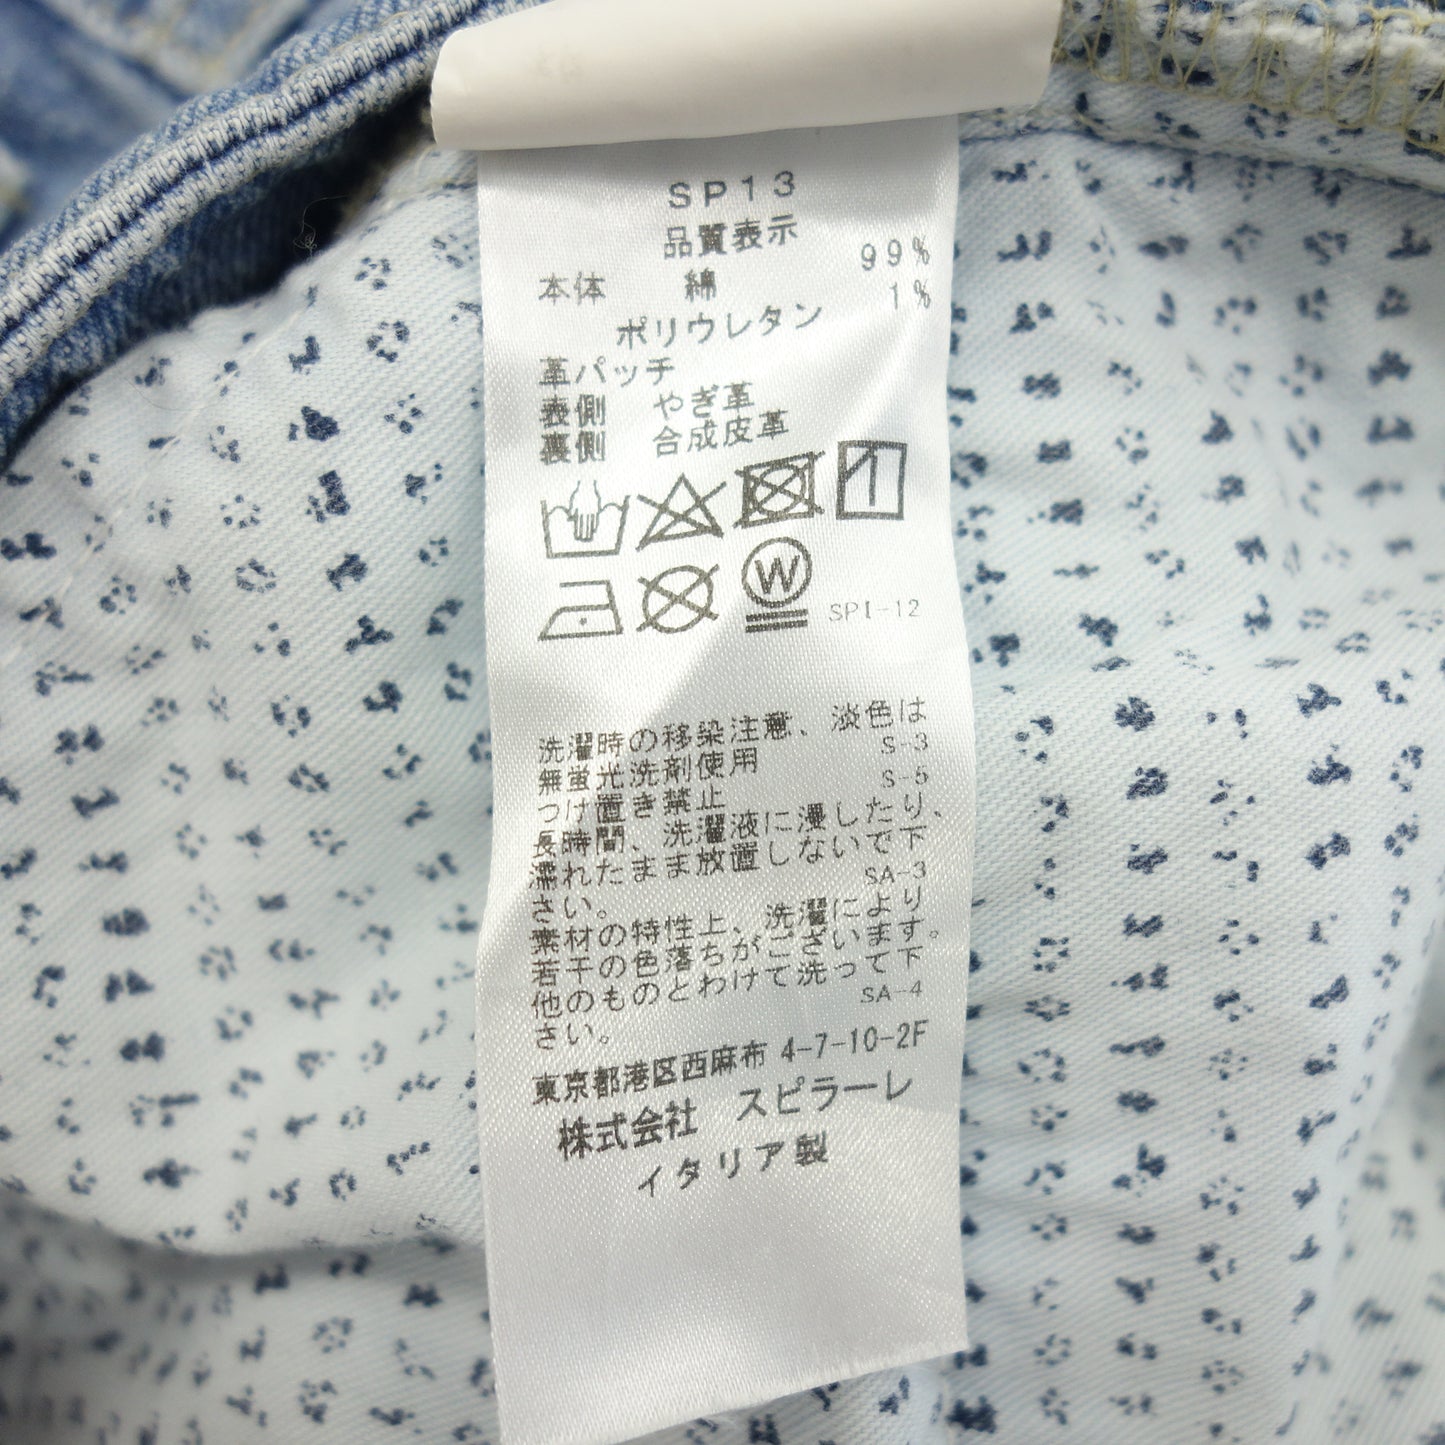 SP13
品質表示
本体 綿 99%
ポリウレタン 1%
革パッチ
表側 やぎ革
裏側 合成皮革
W
SPI-12
洗濯時の移染注意、淡色は
無蛍光洗剤使用 S-3
つけ置き禁止 S-5
長時間、洗濯液に浸したり、
濡れたまま放置しないで下
さい。 SA-3
素材の特性上、洗濯により
若干の色落ちがございます。
他のものとわけて洗って下
さい。 SA-4
東京都港区西麻布 4-7-10-2F
株式会社 スピラーレ
イタリア製